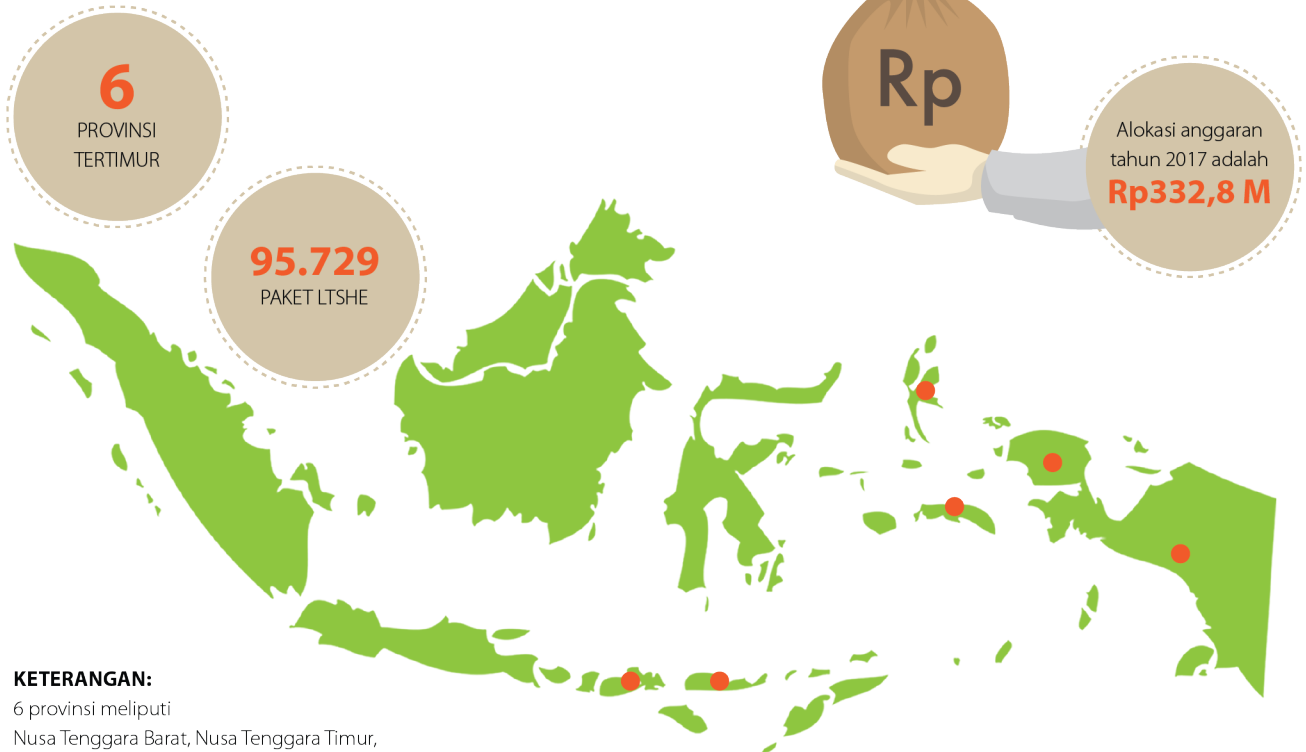 6
PROVINSI
TERTIMUR
95.729
PAKET LTSHE
Rp
Alokasi anggaran
tahun 2017 adalah
Rp332,8 M
KETERANGAN:
6 provinsi meliputi
Nusa Tenggara Barat, Nusa Tenggara Timur,